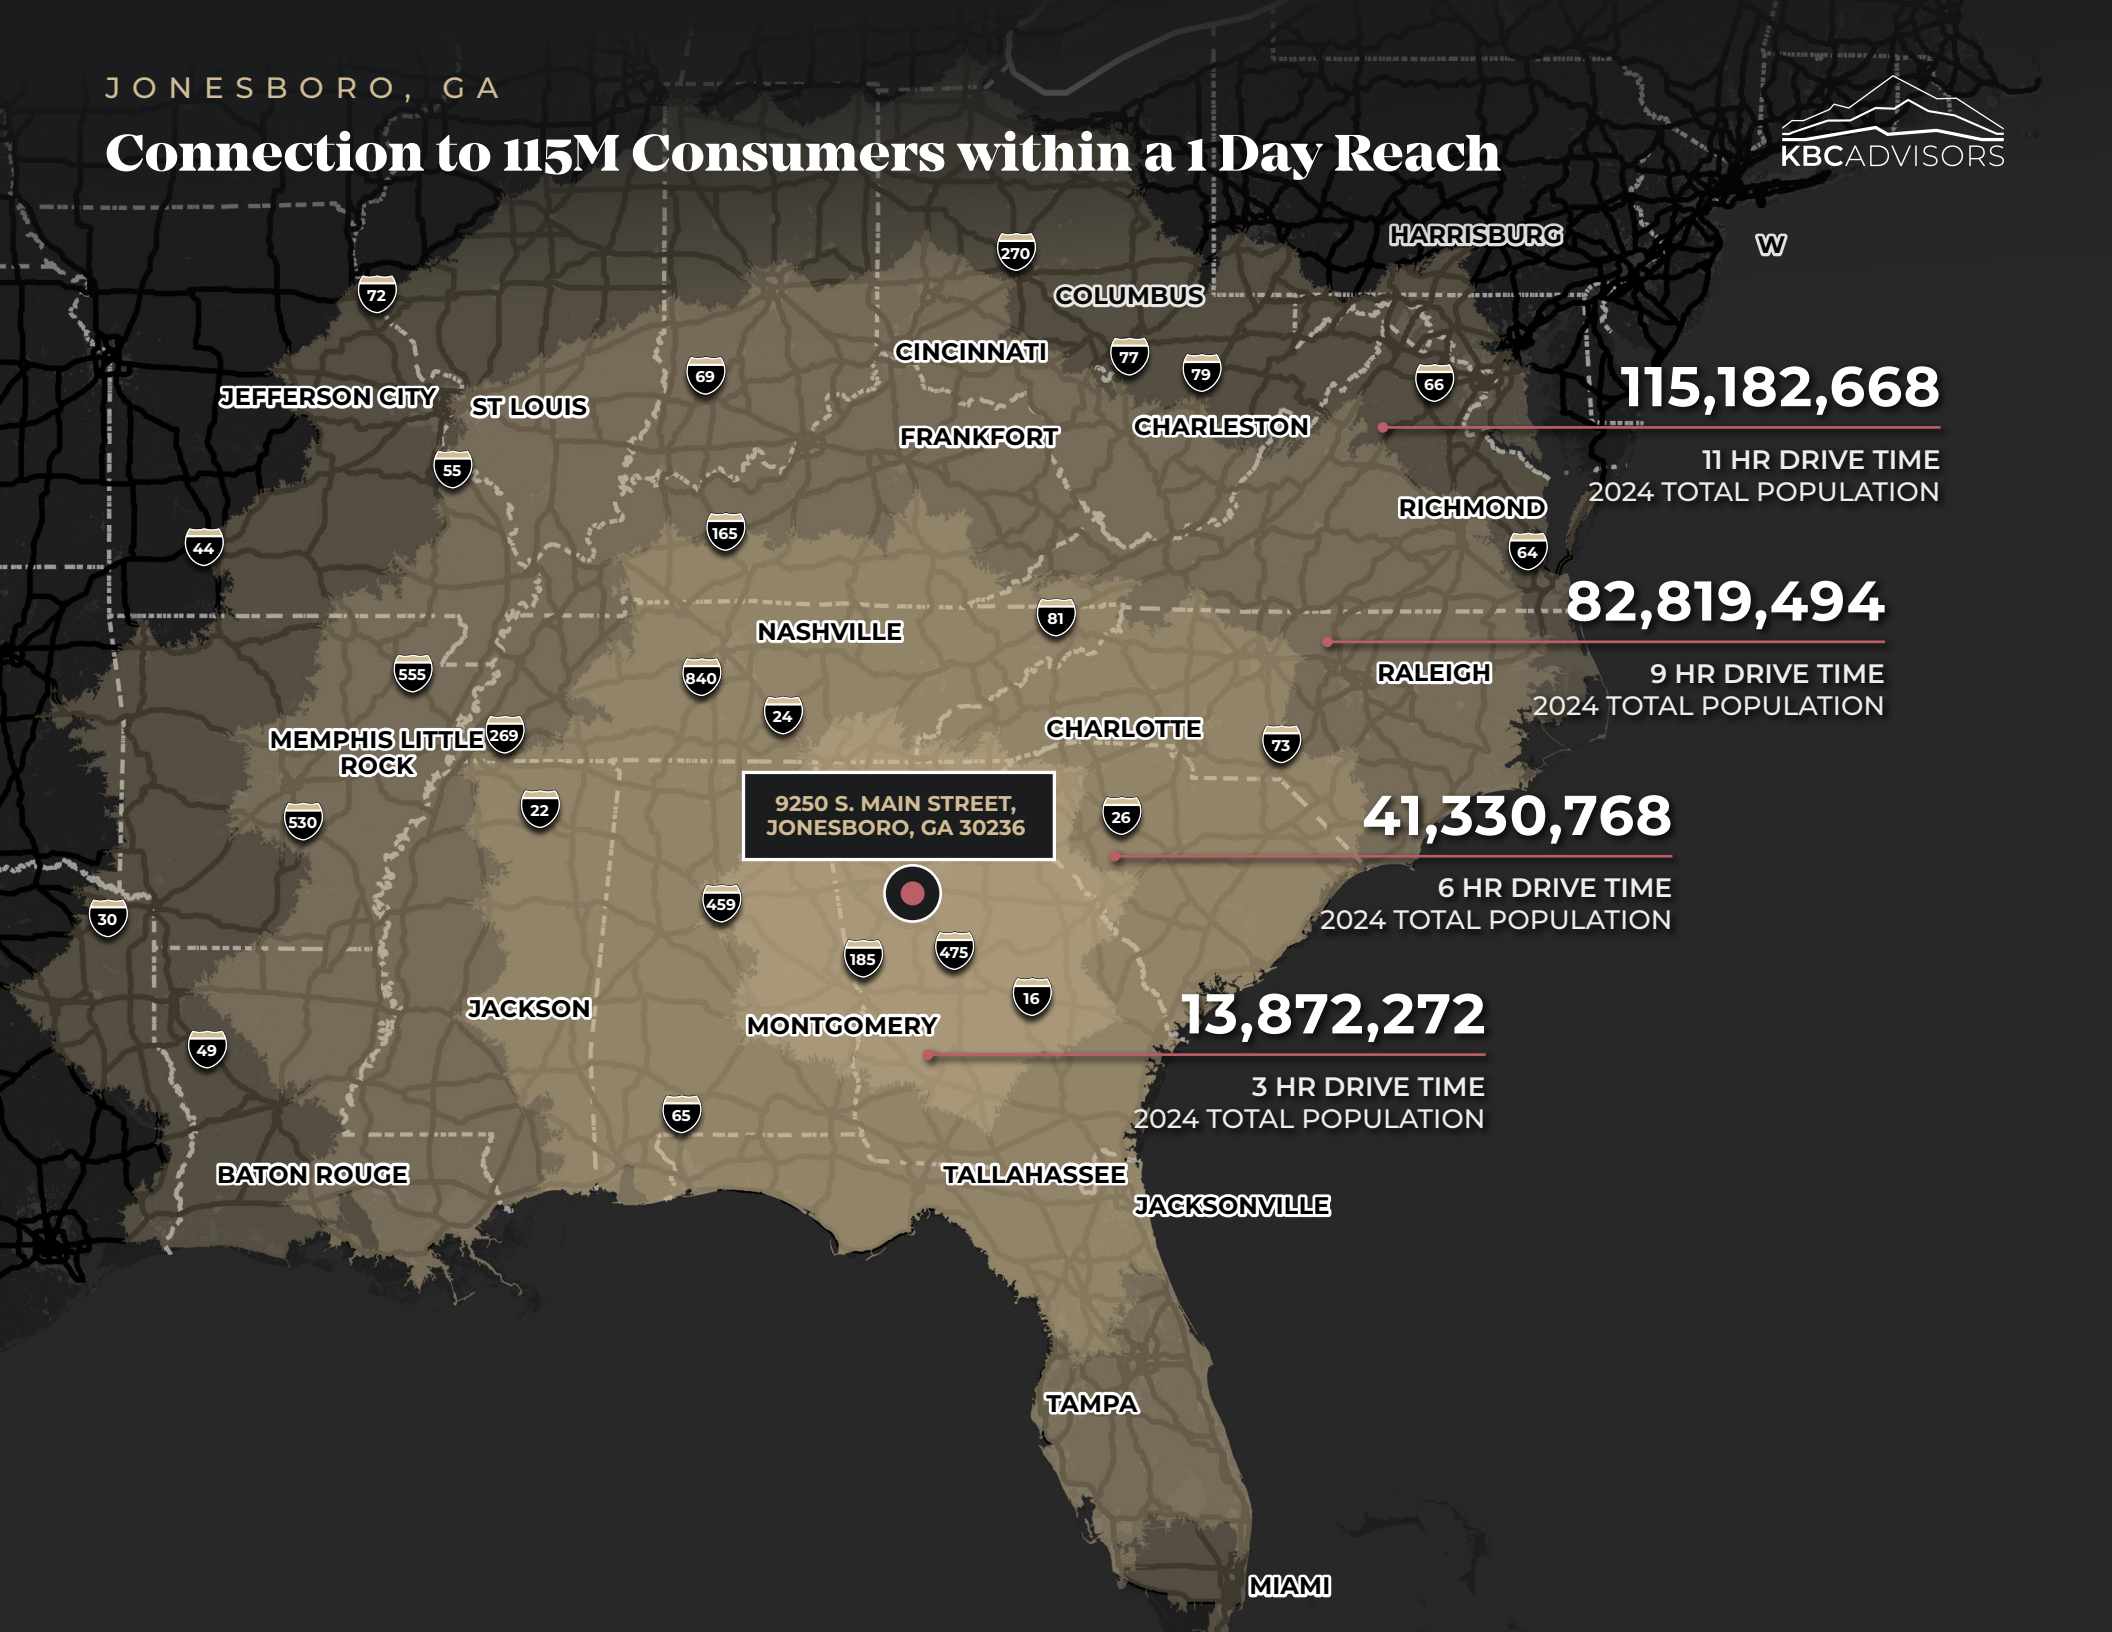 JONESBORO, GA
Connection to 115M Consumers within a 1 Day Reach
KBCADVISORS
HARRISBURG
W
270
72
COLUMBUS
CINCINNATI
77
79
69
66
115,182,668
JEFFERSON CITY
ST LOUIS
FRANKFORT
CHARLESTON
11 HR DRIVE TIME
2024 TOTAL POPULATION
55
RICHMOND
165
44
64
82,819,494
81
NASHVILLE
555
840
RALEIGH
9 HR DRIVE TIME
2024 TOTAL POPULATION
24
CHARLOTTE
MEMPHIS LITTLE
ROCK
269
73
9250 S. MAIN STREET,
JONESBORO, GA 30236
530
22
26
41,330,768
6 HR DRIVE TIME
2024 TOTAL POPULATION
459
30
185
475
16
JACKSON
MONTGOMERY
13,872,272
49
3 HR DRIVE TIME
2024 TOTAL POPULATION
65
BATON ROUGE
TALLAHASSEE
JACKSONVILLE
TAMPA
MIAMI